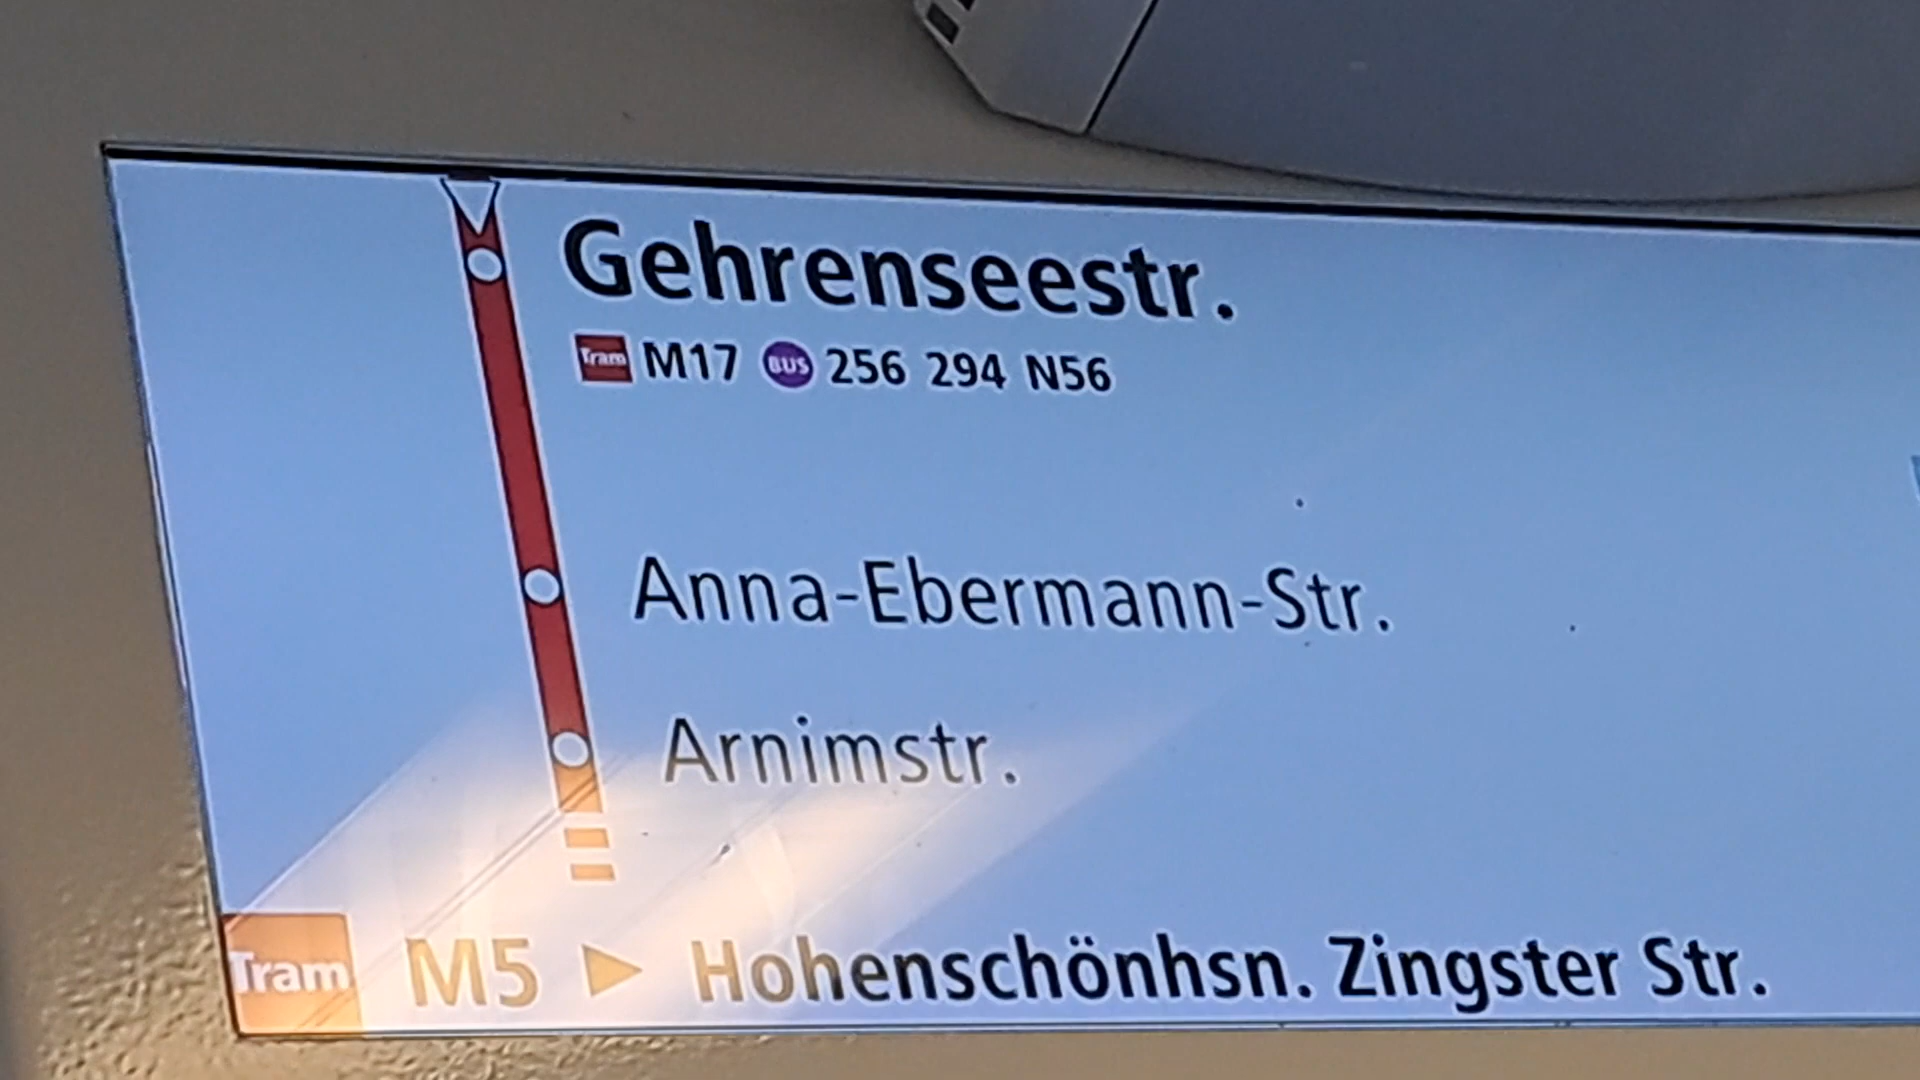 Gehrenseestr.
Tram M17 BUS 256 294 N56
Anna-Ebermann-Str.
Arnimstr.
Tram M5 ► Hohenschönhsn. Zingster Str.